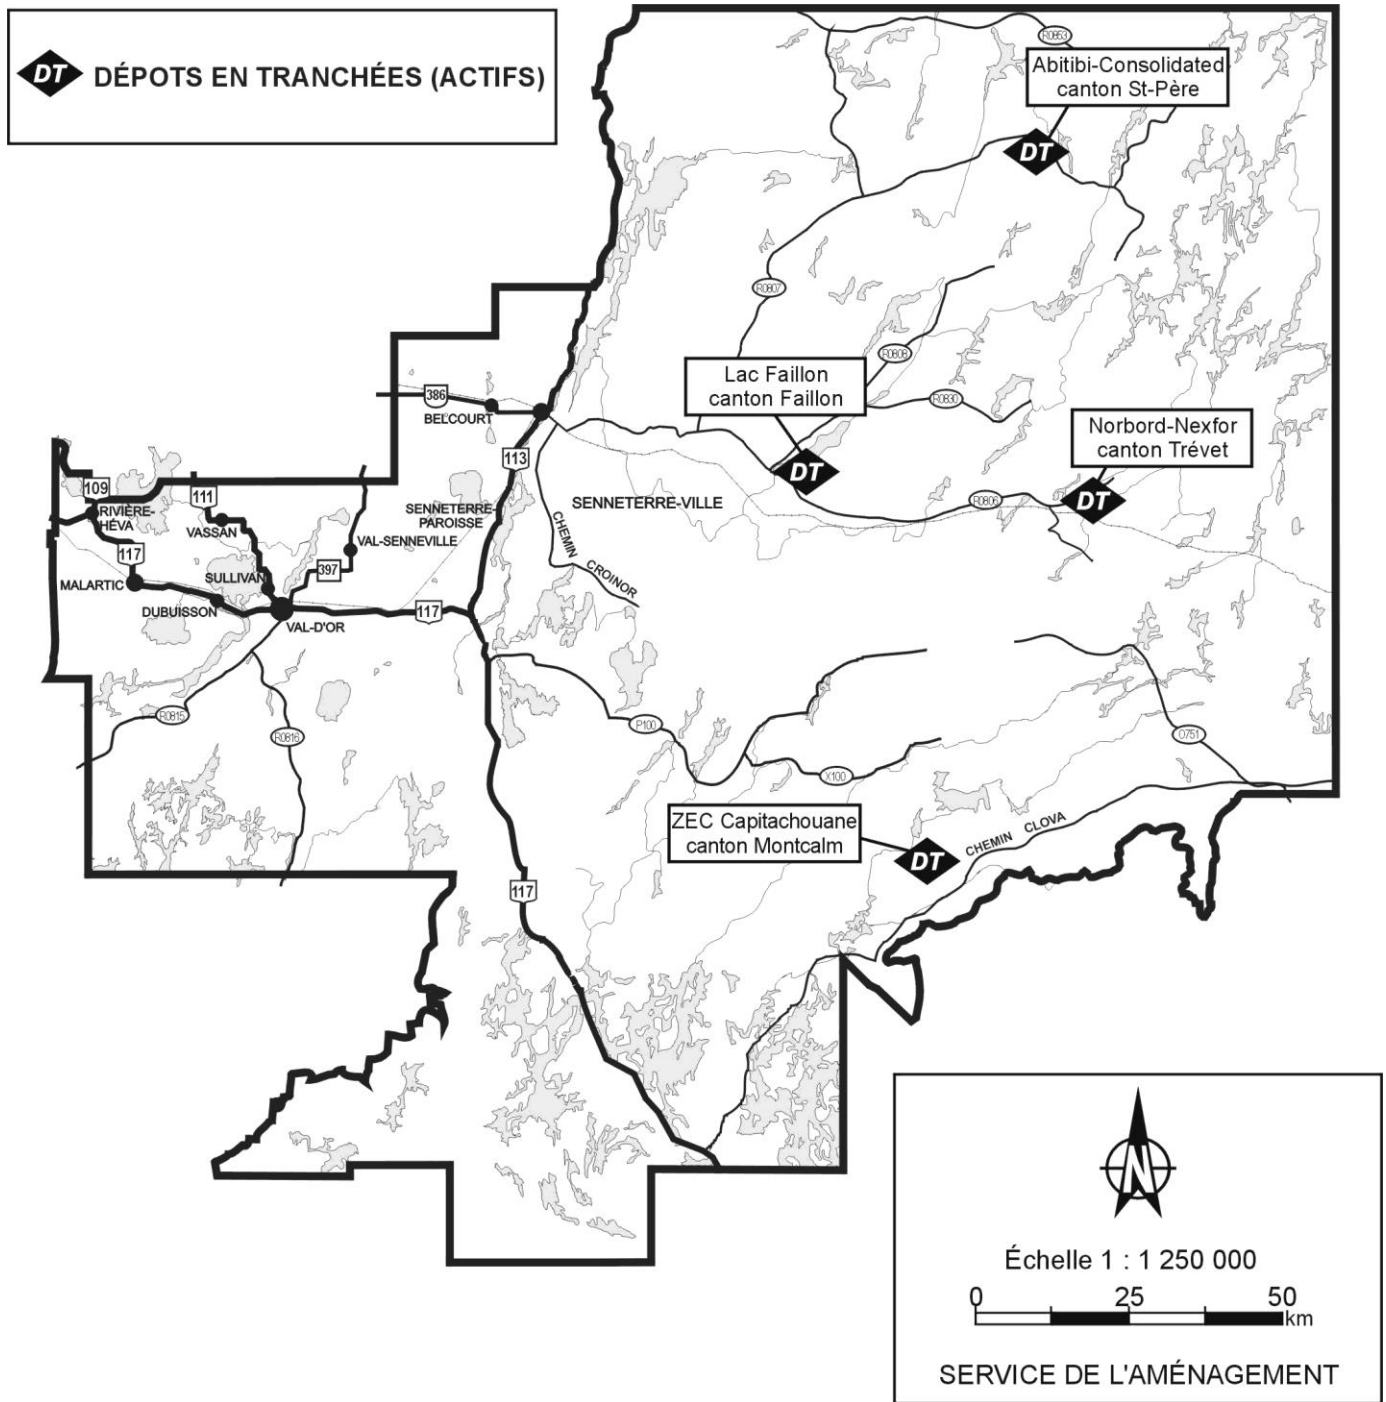 DT DÉPOTS EN TRANCHÉES (ACTIFS)
R0853
Abitibi-Consolidated
canton St-Père
DT
R0807
R0808
Lac Faillon
canton Faillon
R0830
386
BELCOURT
Norbord-Nexfor
canton Trévet
113
DT
109
111
SENNETERRE-
PAROISSE
SENNETERRE-VILLE
R0806
DT
RIVIÈRE-
HÉVA
VASSAN
VAL-SENNEVILLE
CHEMIN CROINOR
117
397
MALARTIC
SULLIVAN
DUBUISSON
117
VAL-D'OR
R0815
R0816
P100
O751
X100
ZEC Capitachouane
canton Montcalm
CHEMIN CLOVA
DT
117
N
Échelle 1 : 1 250 000
0 25 50
km
SERVICE DE L'AMÉNAGEMENT